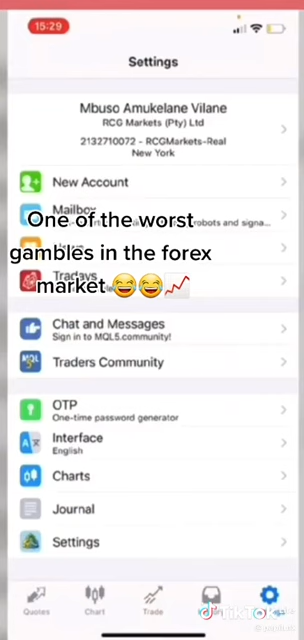 15:29
Settings
Mbuso Amukelane Vilane
RCG Markets (Pty) Ltd
2132710072 - RCGMarkets-Real
New York
New Account
Mailbox
robots and signa...
One of the worst
gambles in the forex
market 😂😂📈
Tradays
Chat and Messages
Sign in to MQL5.community!
MQL5
Traders Community
OTP
One-time password generator
Interface
English
Charts
Journal
Settings
Quotes
Chart
Trade
TikTok